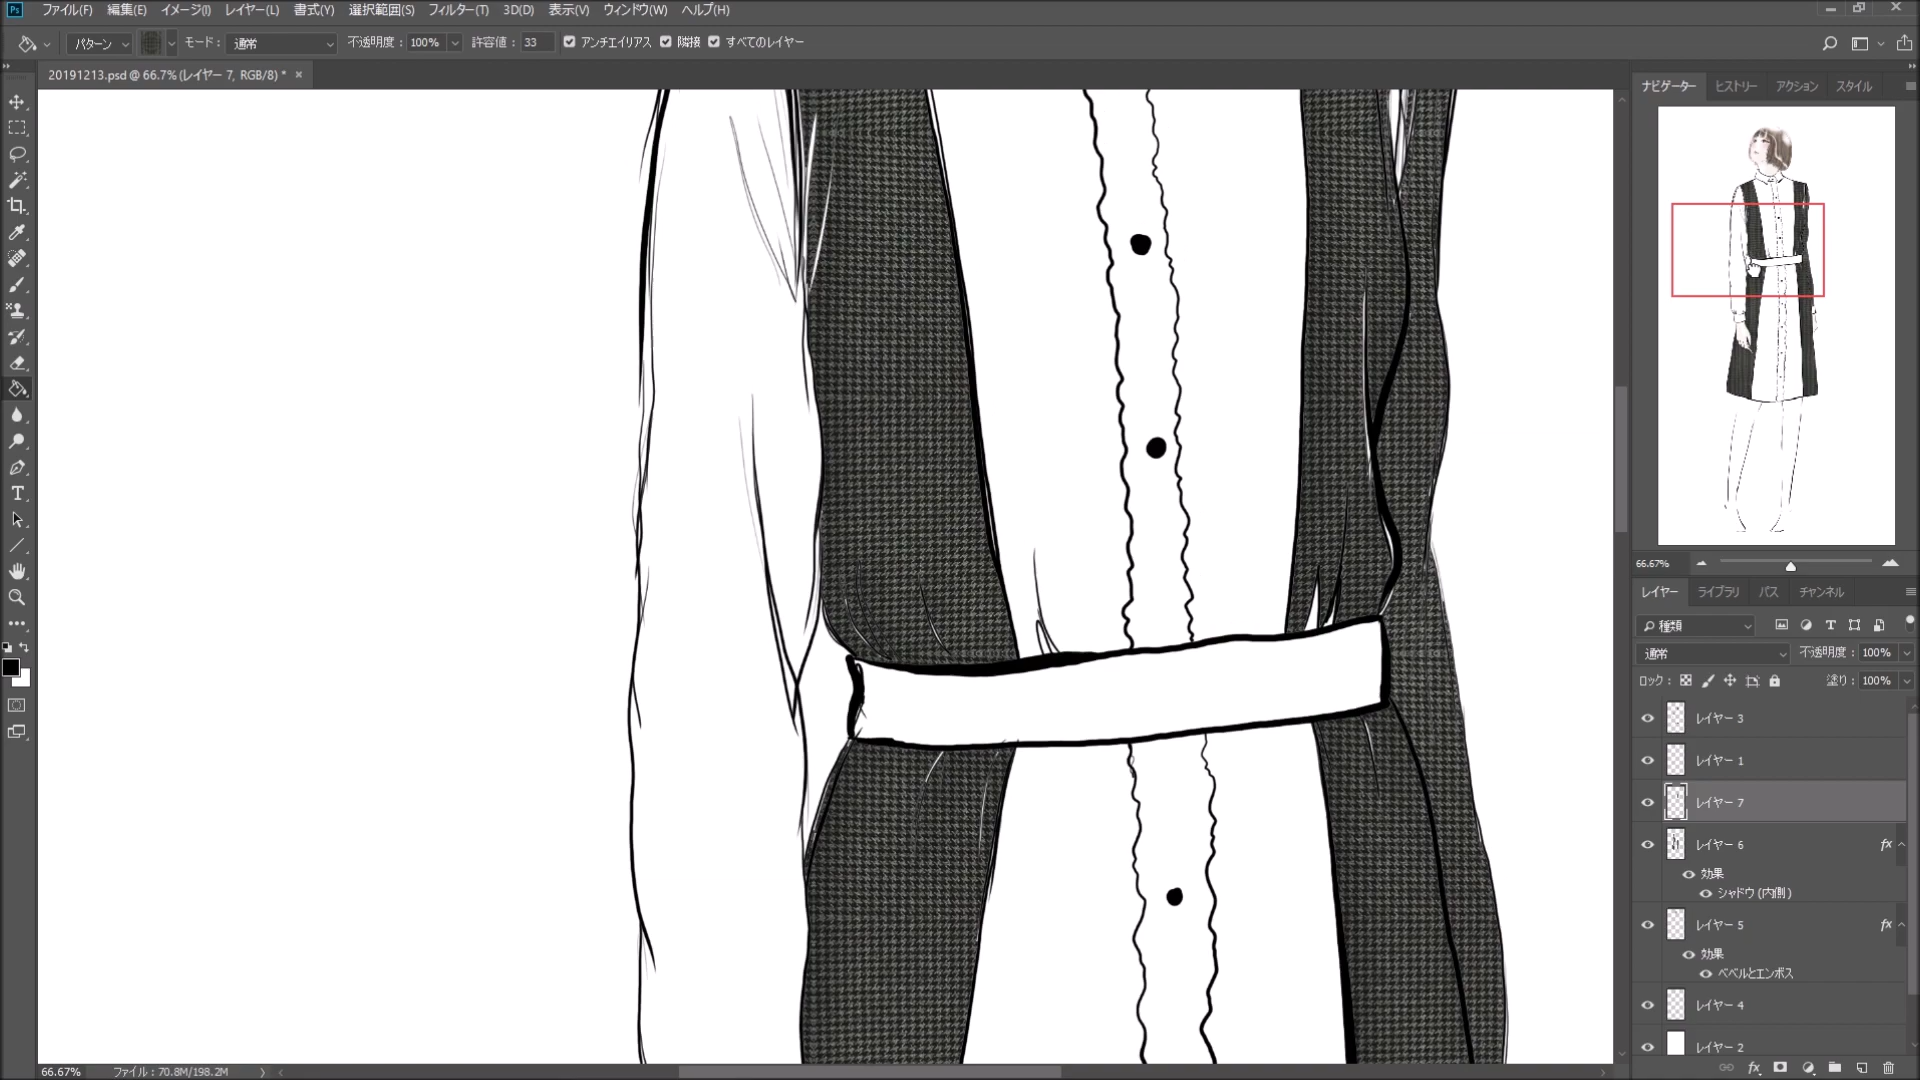 Ps ファイル(F) 編集(E) イメージ(I) レイヤー(L) 書式(Y) 選択範囲(S) フィルター(T) 3D(D) 表示(V) ウィンドウ(W) ヘルプ(H)
パターン モード： 通常 不透明度： 100% 許容値： 33 アンチエイリアス 隣接 すべてのレイヤー
20191213.psd @ 66.7% (レイヤー 7, RGB/8) * ×
ナビゲーター ヒストリー アクション スタイル
66.67%
レイヤー ライブラリ パス チャンネル
種類
通常 不透明度： 100%
ロック： 塗り： 100%
レイヤー 3
レイヤー 1
レイヤー 7
レイヤー 6 fx
効果
シャドウ (内側)
レイヤー 5 fx
効果
ベベルとエンボス
レイヤー 4
レイヤー 2
66.67% ファイル : 70.8M/198.2M